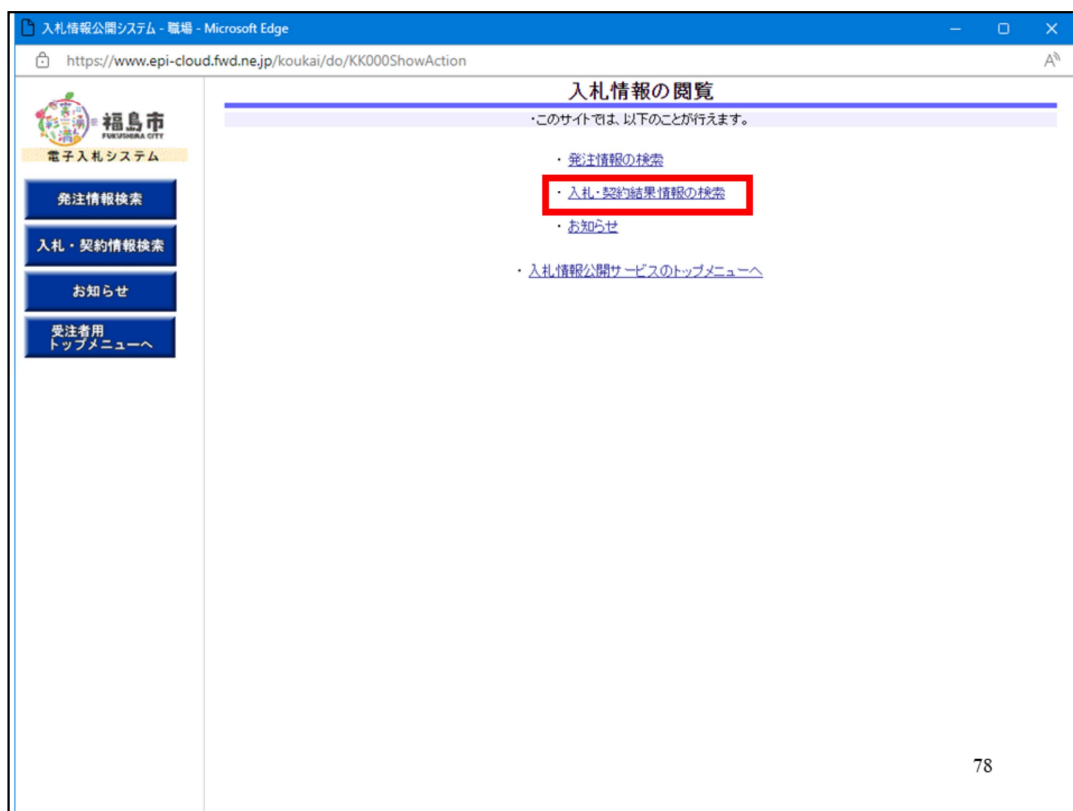 入札情報公開システム - 職場 - Microsoft Edge
https://www.epi-cloud.fwd.ne.jp/koukai/do/KK000ShowAction
福島市
FUKUSHIMA CITY
電子入札システム
発注情報検索
入札・契約情報検索
お知らせ
受注者用
トップメニューへ
入札情報の閲覧
・このサイトでは、以下のことが行えます。
・ 発注情報の検索
・ 入札・契約結果情報の検索
・ お知らせ
・ 入札情報公開サービスのトップメニューへ
78